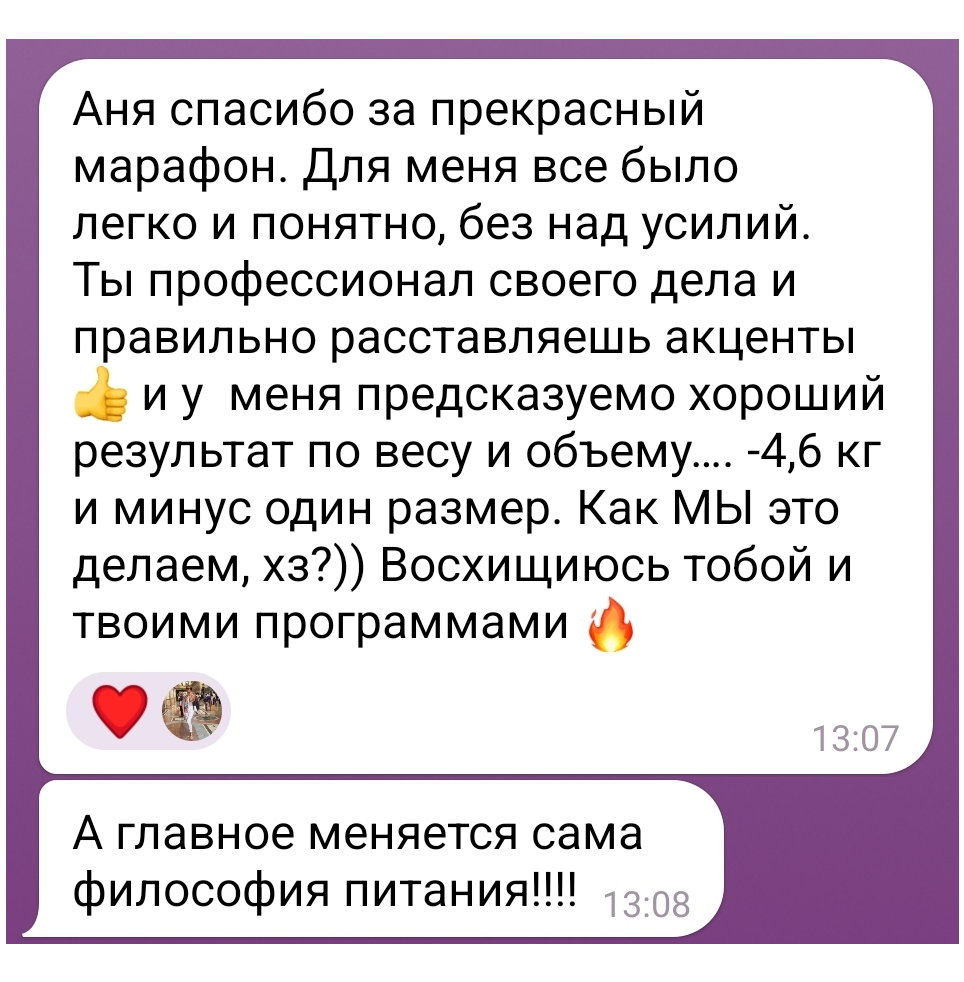 Аня спасибо за прекрасный
марафон. Для меня все было
легко и понятно, без над усилий.
Ты профессионал своего дела и
правильно расставляешь акценты
👍 и у  меня предсказуемо хороший
результат по весу и объему.... -4,6 кг
и минус один размер. Как МЫ это
делаем, хз?)) Восхищиюсь тобой и
твоими программами 🔥
❤️
13:07
А главное меняется сама
философия питания!!!! 13:08